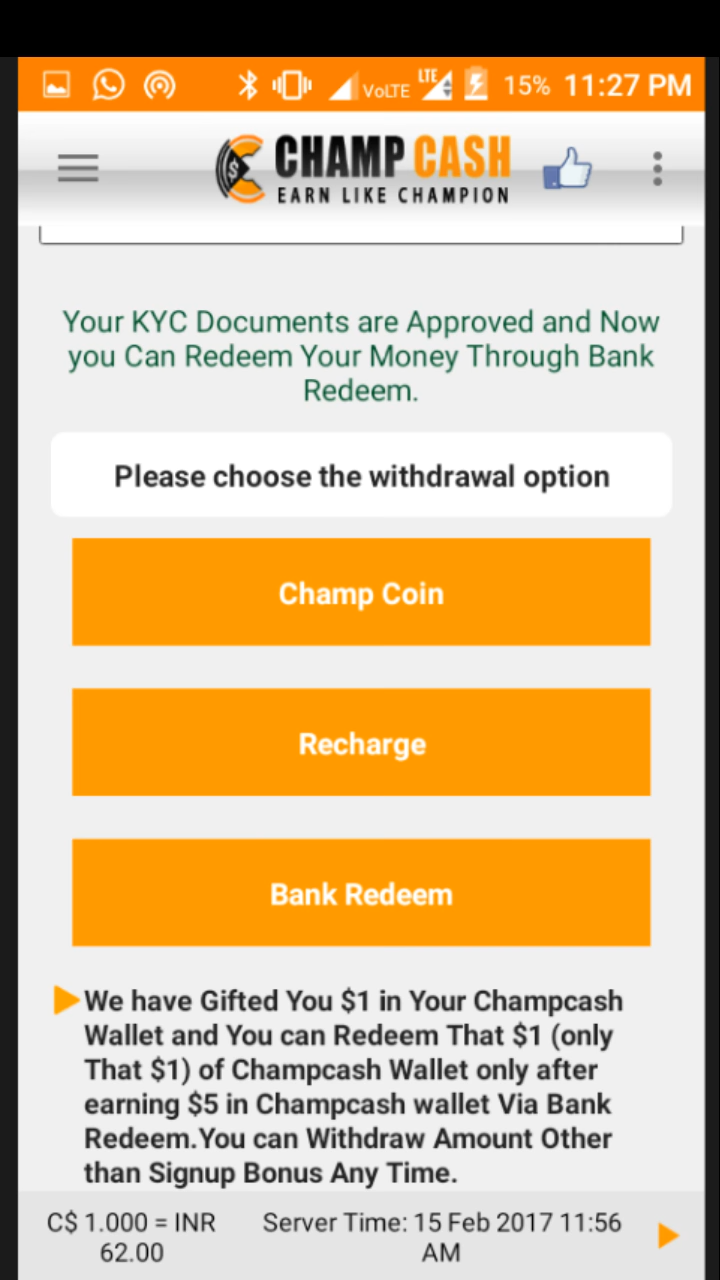 VoLTE LTE 15% 11:27 PM
$ CHAMP CASH
EARN LIKE CHAMPION
Your KYC Documents are Approved and Now
you Can Redeem Your Money Through Bank
Redeem.
Please choose the withdrawal option
Champ Coin
Recharge
Bank Redeem
We have Gifted You $1 in Your Champcash
Wallet and You can Redeem That $1 (only
That $1) of Champcash Wallet only after
earning $5 in Champcash wallet Via Bank
Redeem.You can Withdraw Amount Other
than Signup Bonus Any Time.
C$ 1.000 = INR
62.00
Server Time: 15 Feb 2017 11:56
AM